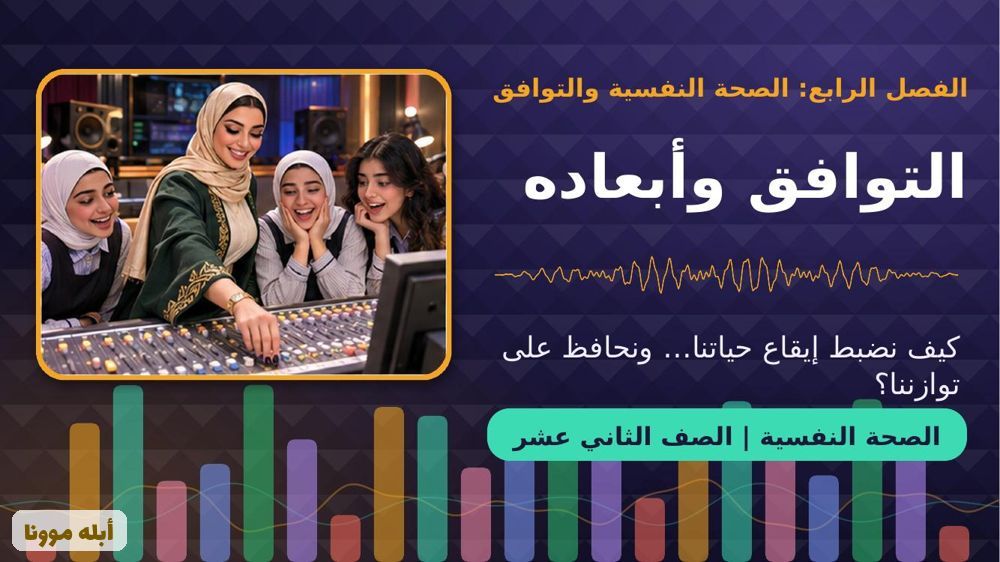 الفصل الرابع: الصحة النفسية والتوافق
التوافق وأبعاده
كيف نضبط إيقاع حياتنا... ونحافظ على
توازننا؟
الصحة النفسية | الصف الثاني عشر
أبله موونا